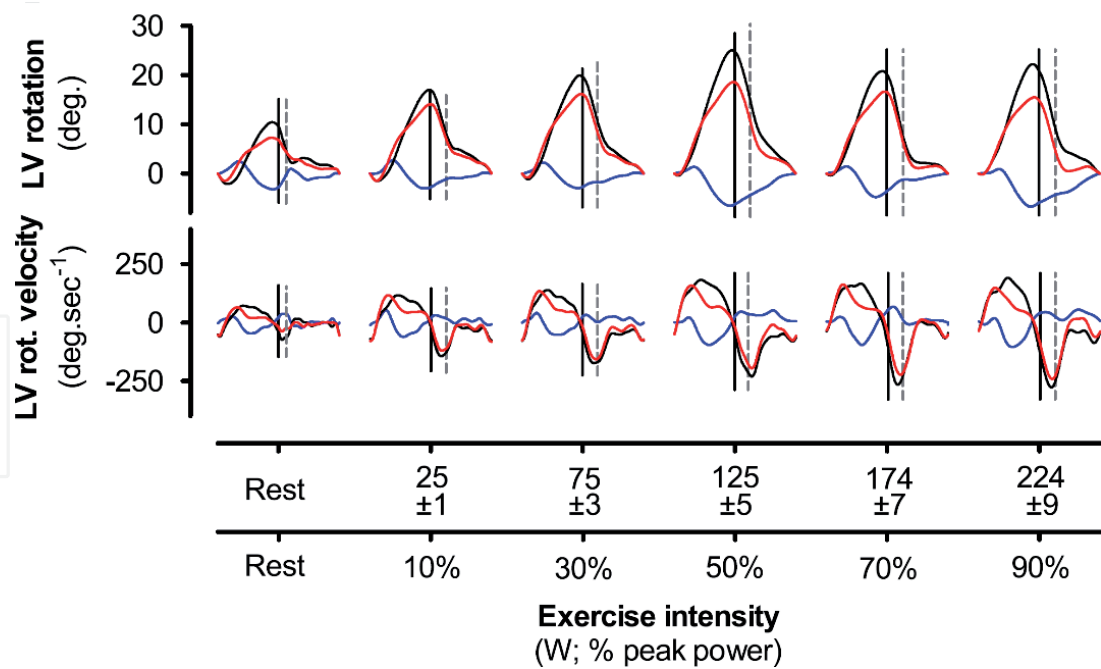 LV rotation
(deg.)
30
20
10
0
LV rot. velocity
(deg.sec⁻¹)
250
0
-250
Rest 25 75 125 174 224
±1 ±3 ±5 ±7 ±9
Rest 10% 30% 50% 70% 90%
Exercise intensity
(W; % peak power)